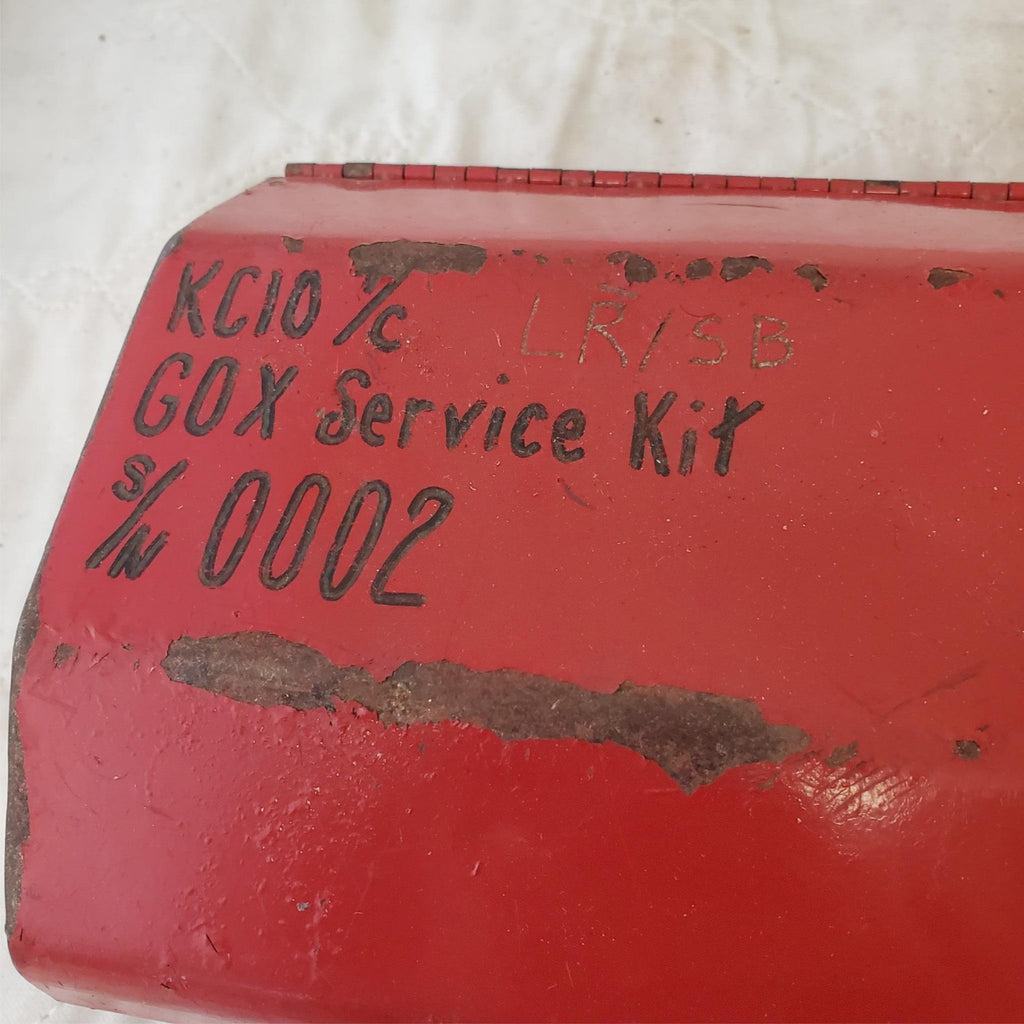 KC10 /C LR/SB
GOX Service Kit
S/N 0002